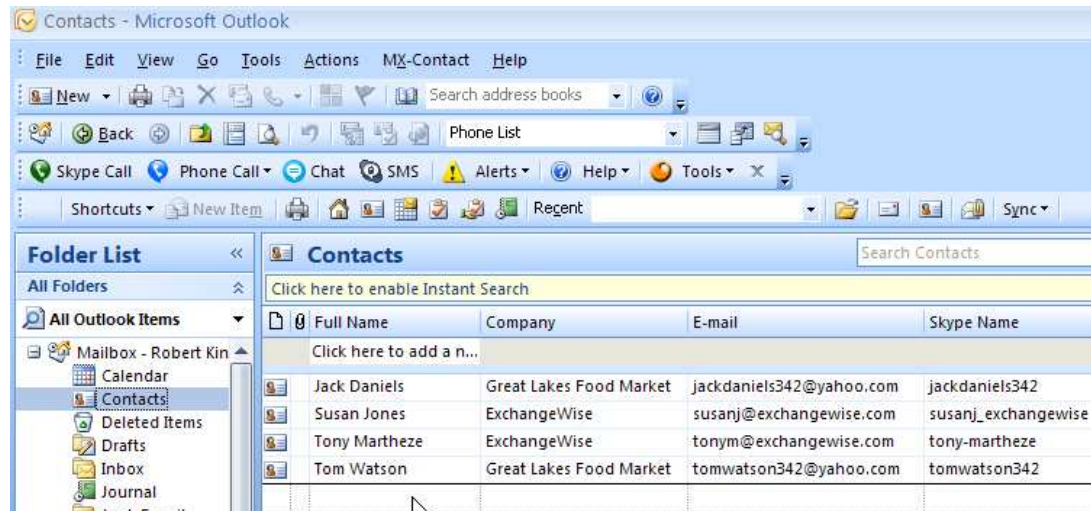 Contacts - Microsoft Outlook
File Edit View Go Tools Actions MX-Contact Help
New Search address books
Back Phone List
Skype Call Phone Call Chat SMS Alerts Help Tools
Shortcuts New Item Recent Sync
Folder List « Contacts Search Contacts
All Folders Click here to enable Instant Search
All Outlook Items Full Name Company E-mail Skype Name
Mailbox - Robert Kin Click here to add a n...
Calendar Jack Daniels Great Lakes Food Market jackdaniels342@yahoo.com jackdaniels342
Contacts Susan Jones ExchangeWise susanj@exchangewise.com susanj_exchangewise
Deleted Items
Drafts Tony Martheze ExchangeWise tonym@exchangewise.com tony-martheze
Inbox Tom Watson Great Lakes Food Market tomwatson342@yahoo.com tomwatson342
Journal